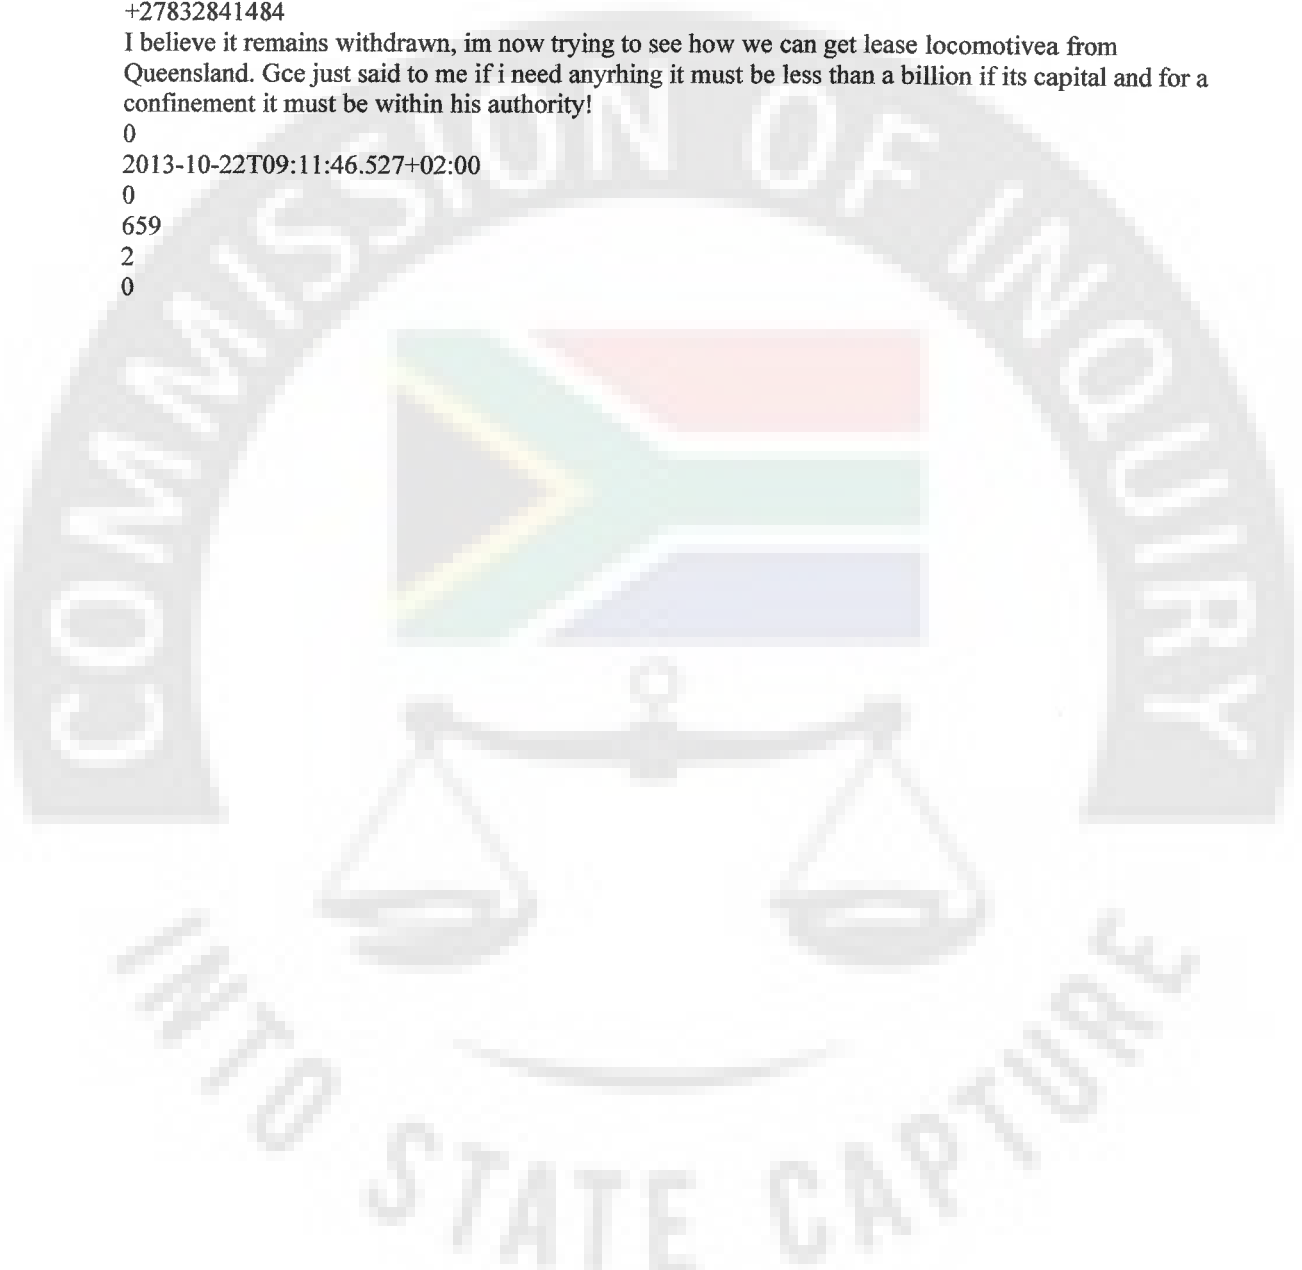 +27832841484
I believe it remains withdrawn, im now trying to see how we can get lease locomotivea from
Queensland. Gce just said to me if i need anyrhing it must be less than a billion if its capital and for a
confinement it must be within his authority!
0
2013-10-22T09:11:46.527+02:00
0
659
2
0
COMMISSION OF INQUIRY
INTO STATE CAPTURE